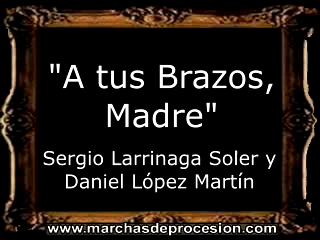 "A tus Brazos,
Madre"
Sergio Larrinaga Soler y
Daniel López Martín
www.marchasdeprocesion.com